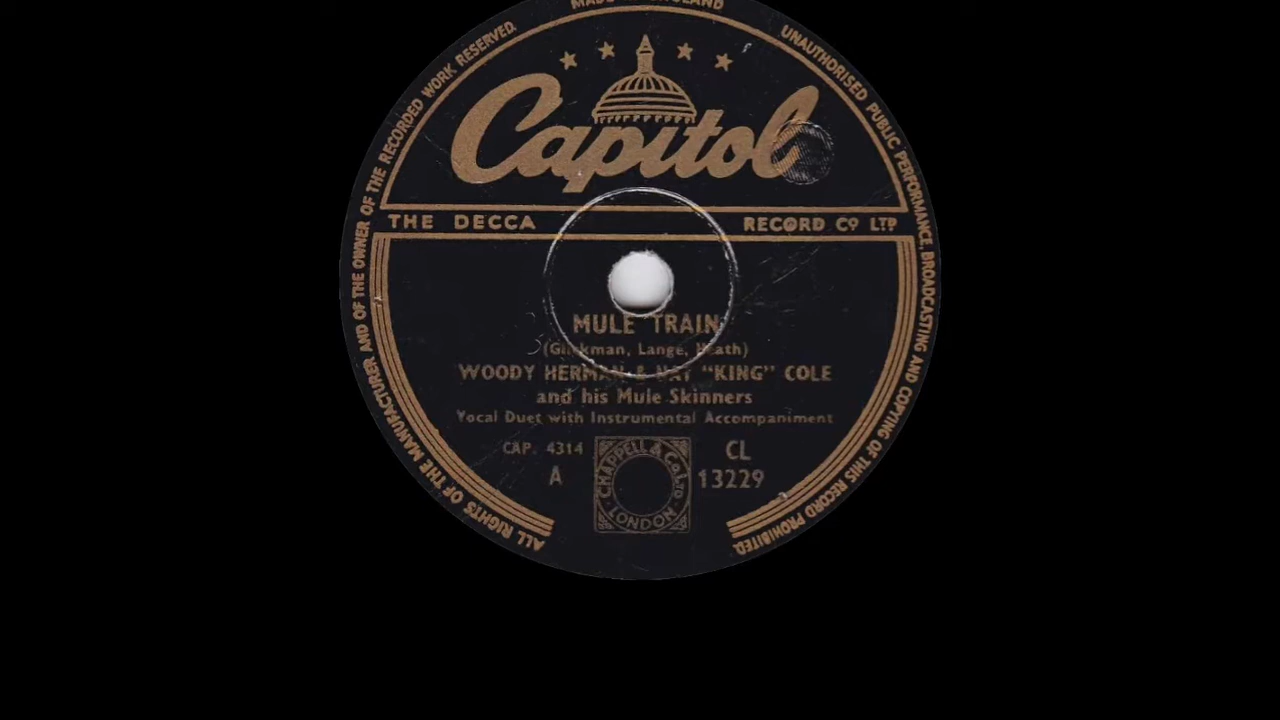 MADE IN ENGLAND
ALL RIGHTS OF THE MANUFACTURER AND OF THE OWNER OF THE RECORDED WORK RESERVED.
UNAUTHORISED PUBLIC PERFORMANCE, BROADCASTING AND COPYING OF THIS RECORD PROHIBITED.
Capitol
THE DECCA RECORD CO LTD
MULE TRAIN
(Glickman, Lange, Heath)
WOODY HERMAN & NAT "KING" COLE
and his Mule Skinners
Vocal Duet with Instrumental Accompaniment
CAP. 4314
A
CHAPPELL & CO LTD
LONDON
CL
13229